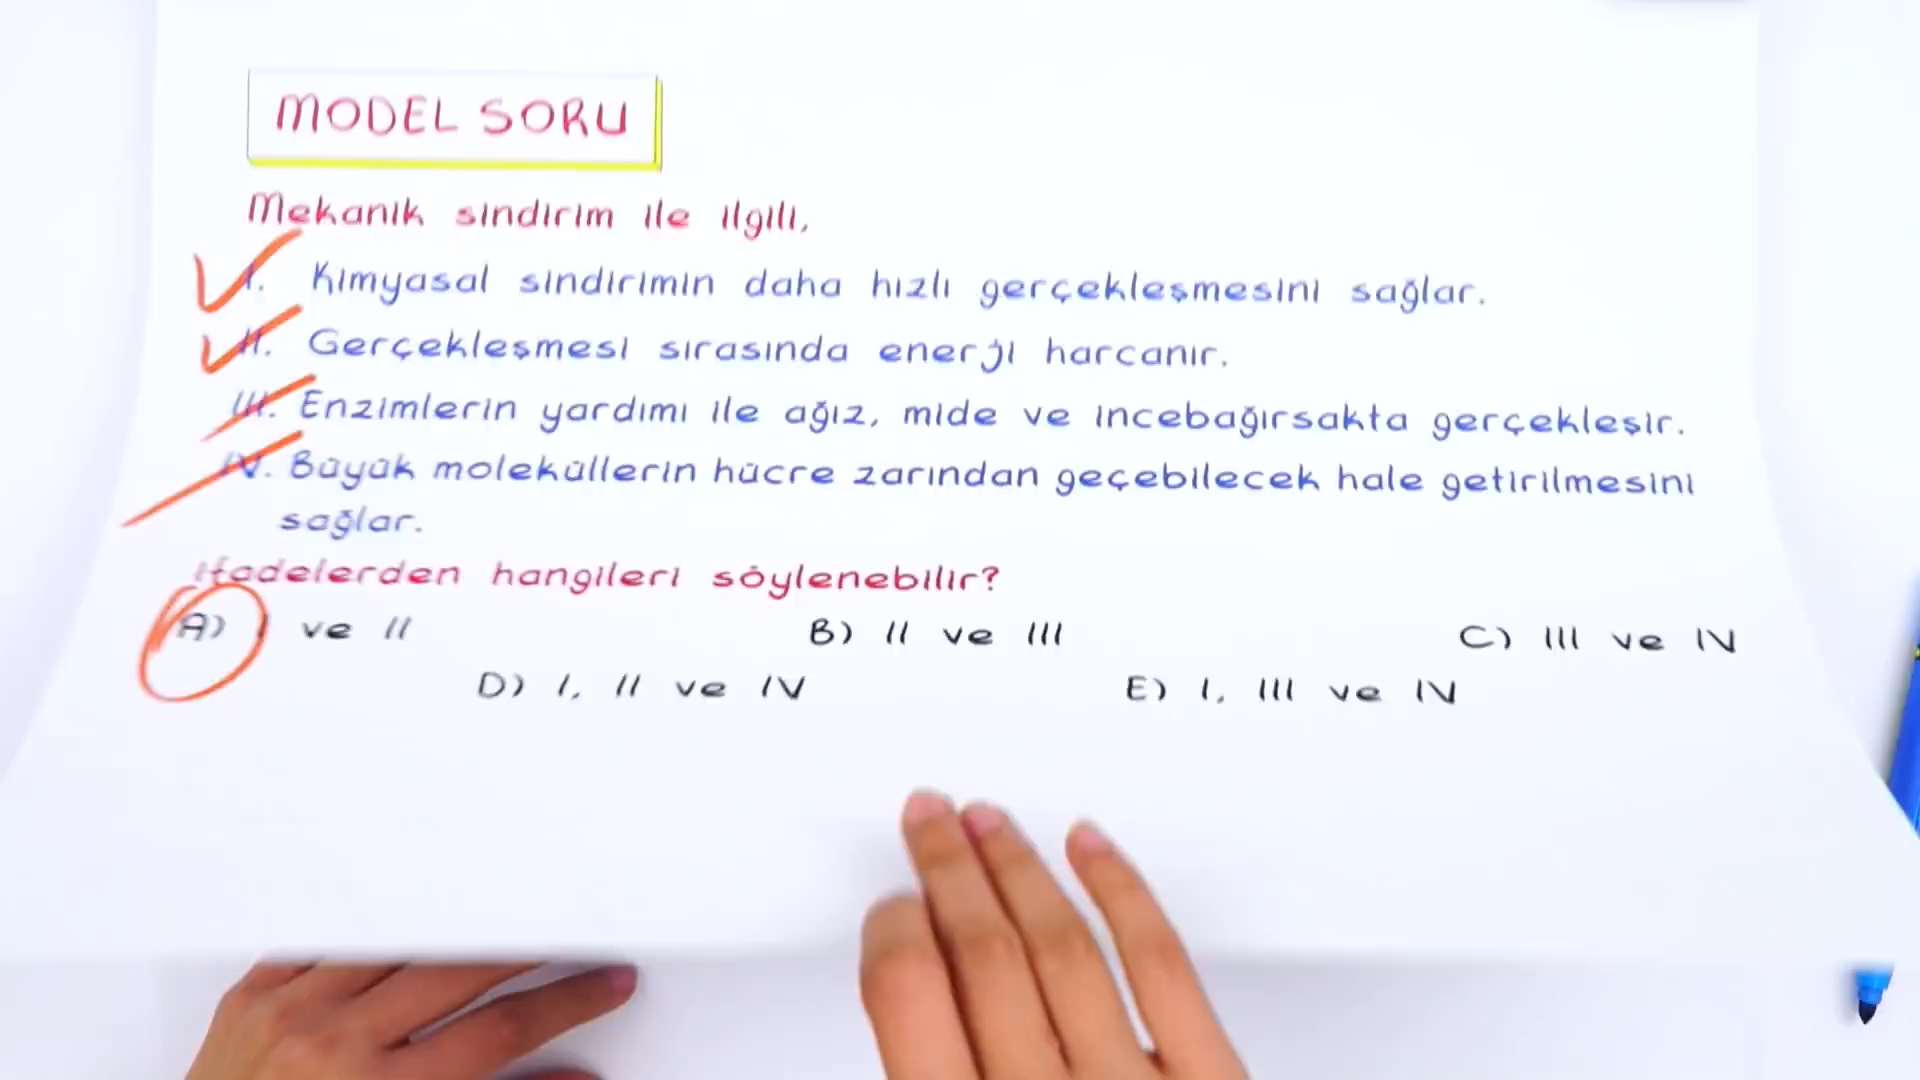 MODEL SORU
Mekanik sindirim ile ilgili,
I. Kimyasal sindirimin daha hızlı gerçekleşmesini sağlar.
II. Gerçekleşmesi sırasında enerji harcanır.
III. Enzimlerin yardımı ile ağız, mide ve incebağırsakta gerçekleşir.
IV. Büyük moleküllerin hücre zarından geçebilecek hale getirilmesini
sağlar.
ifadelerden hangileri söylenebilir?
A) I ve II B) II ve III C) III ve IV
D) I, II ve IV E) I, III ve IV